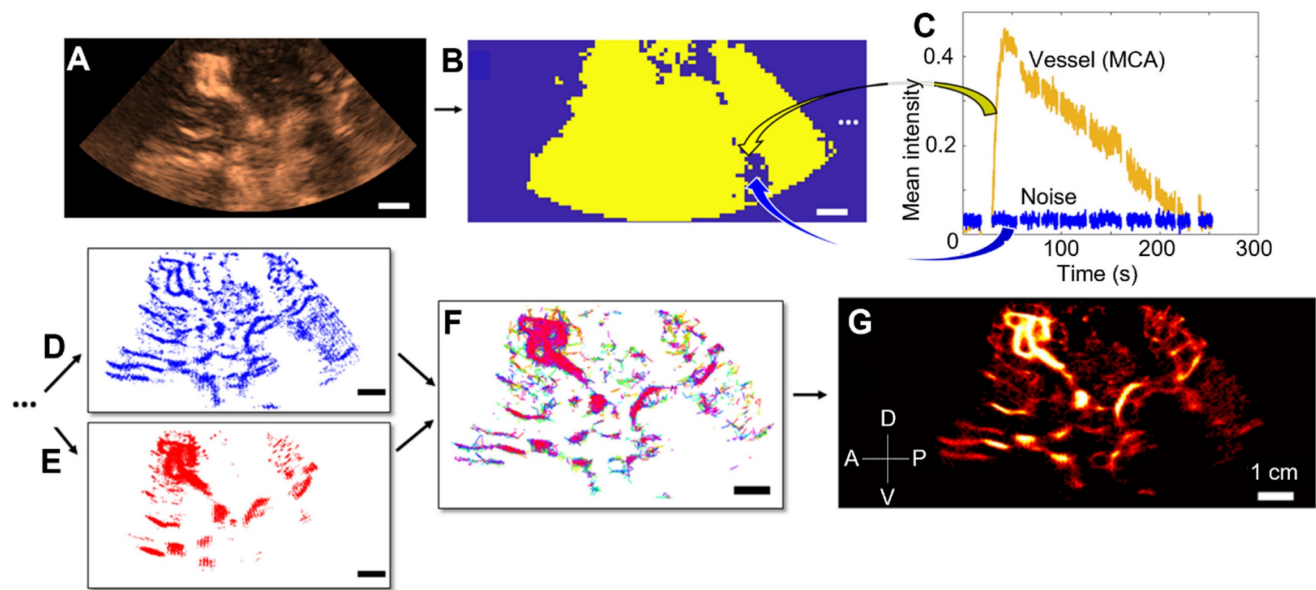 A
B
...
C
Mean intensity
0.4
0.2
0
Vessel (MCA)
Noise
0 100 200 300
Time (s)
D
...
E
F
G
D
A P
V
1 cm